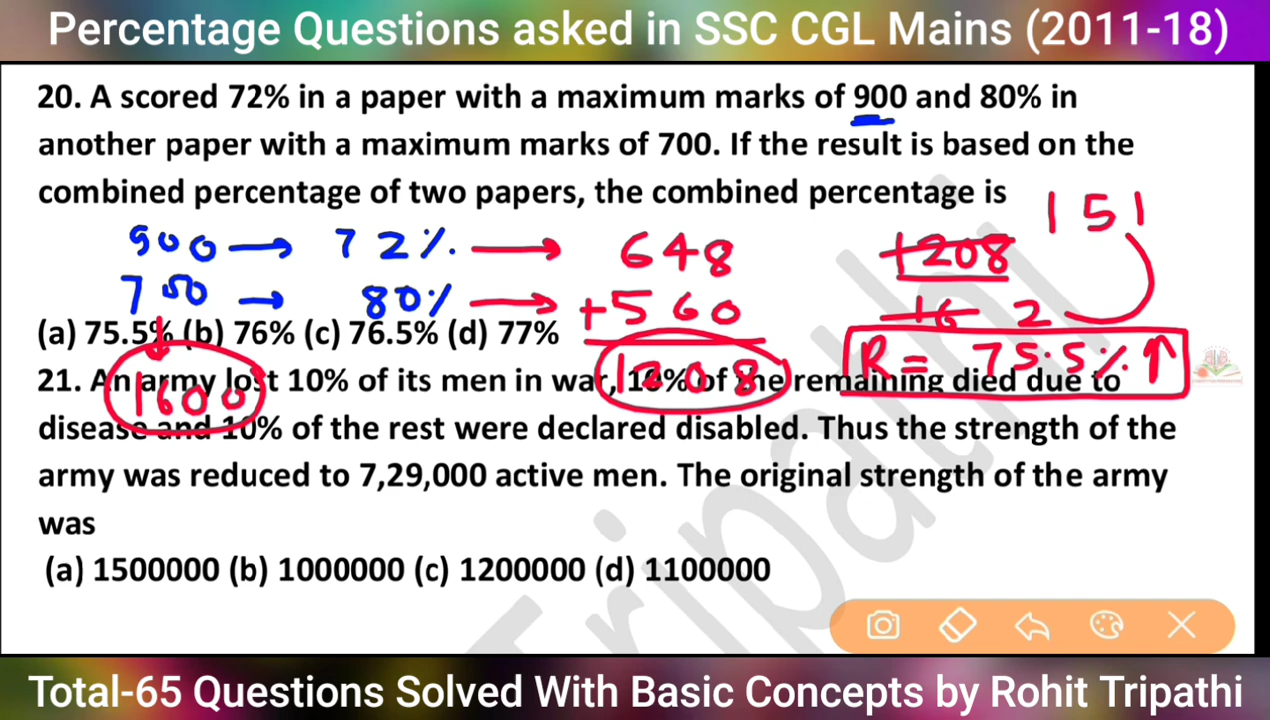 Percentage Questions asked in SSC CGL Mains (2011-18)
20. A scored 72% in a paper with a maximum marks of 900 and 80% in
another paper with a maximum marks of 700. If the result is based on the
combined percentage of two papers, the combined percentage is
151
900 → 72% → 648 1208
700 → 80% → +560 16 2
(a) 75.5% (b) 76% (c) 76.5% (d) 77%
R = 75.5% ↑
1600 1208
21. An army lost 10% of its men in war, 10% of the remaining died due to
disease and 10% of the rest were declared disabled. Thus the strength of the
army was reduced to 7,29,000 active men. The original strength of the army
was
(a) 1500000 (b) 1000000 (c) 1200000 (d) 1100000
Tripathi
Total-65 Questions Solved With Basic Concepts by Rohit Tripathi